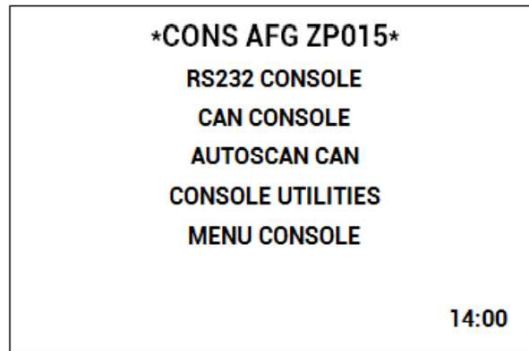 *CONS AFG ZP015*
RS232 CONSOLE
CAN CONSOLE
AUTOSCAN CAN
CONSOLE UTILITIES
MENU CONSOLE
14:00